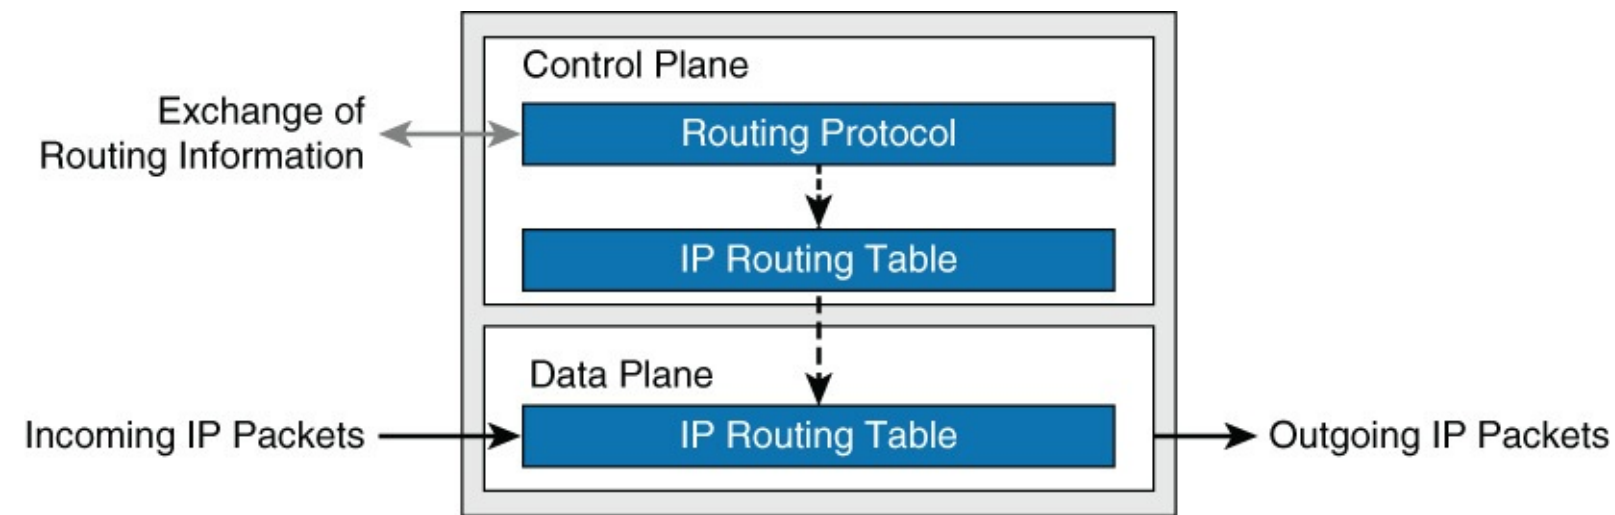 Control Plane
Exchange of
Routing Information
Routing Protocol
IP Routing Table
Data Plane
Incoming IP Packets
IP Routing Table
Outgoing IP Packets